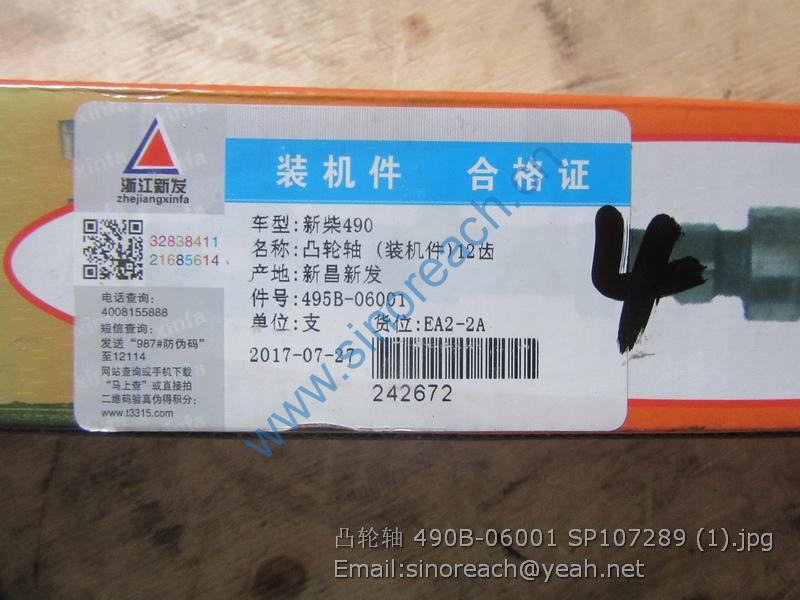 装机件 合格证
浙江新发
zhejiangxinfa
车型:新柴490
名称:凸轮轴 (装机件)12齿
产地:新昌新发
件号:495B-06001
单位:支 货位:EA2-2A
2017-07-27
242672
32838411
21685614
电话查询:
4008155888
短信查询:
发送 "987#防伪码"
至12114
网站查询或手机下载
"马上查"或直接拍
二维码验真伪得积分:
www.t3315.com
4
xinfa
www.sinoreach.cn
凸轮轴 490B-06001 SP107289 (1).jpg
Email:sinoreach@yeah.net